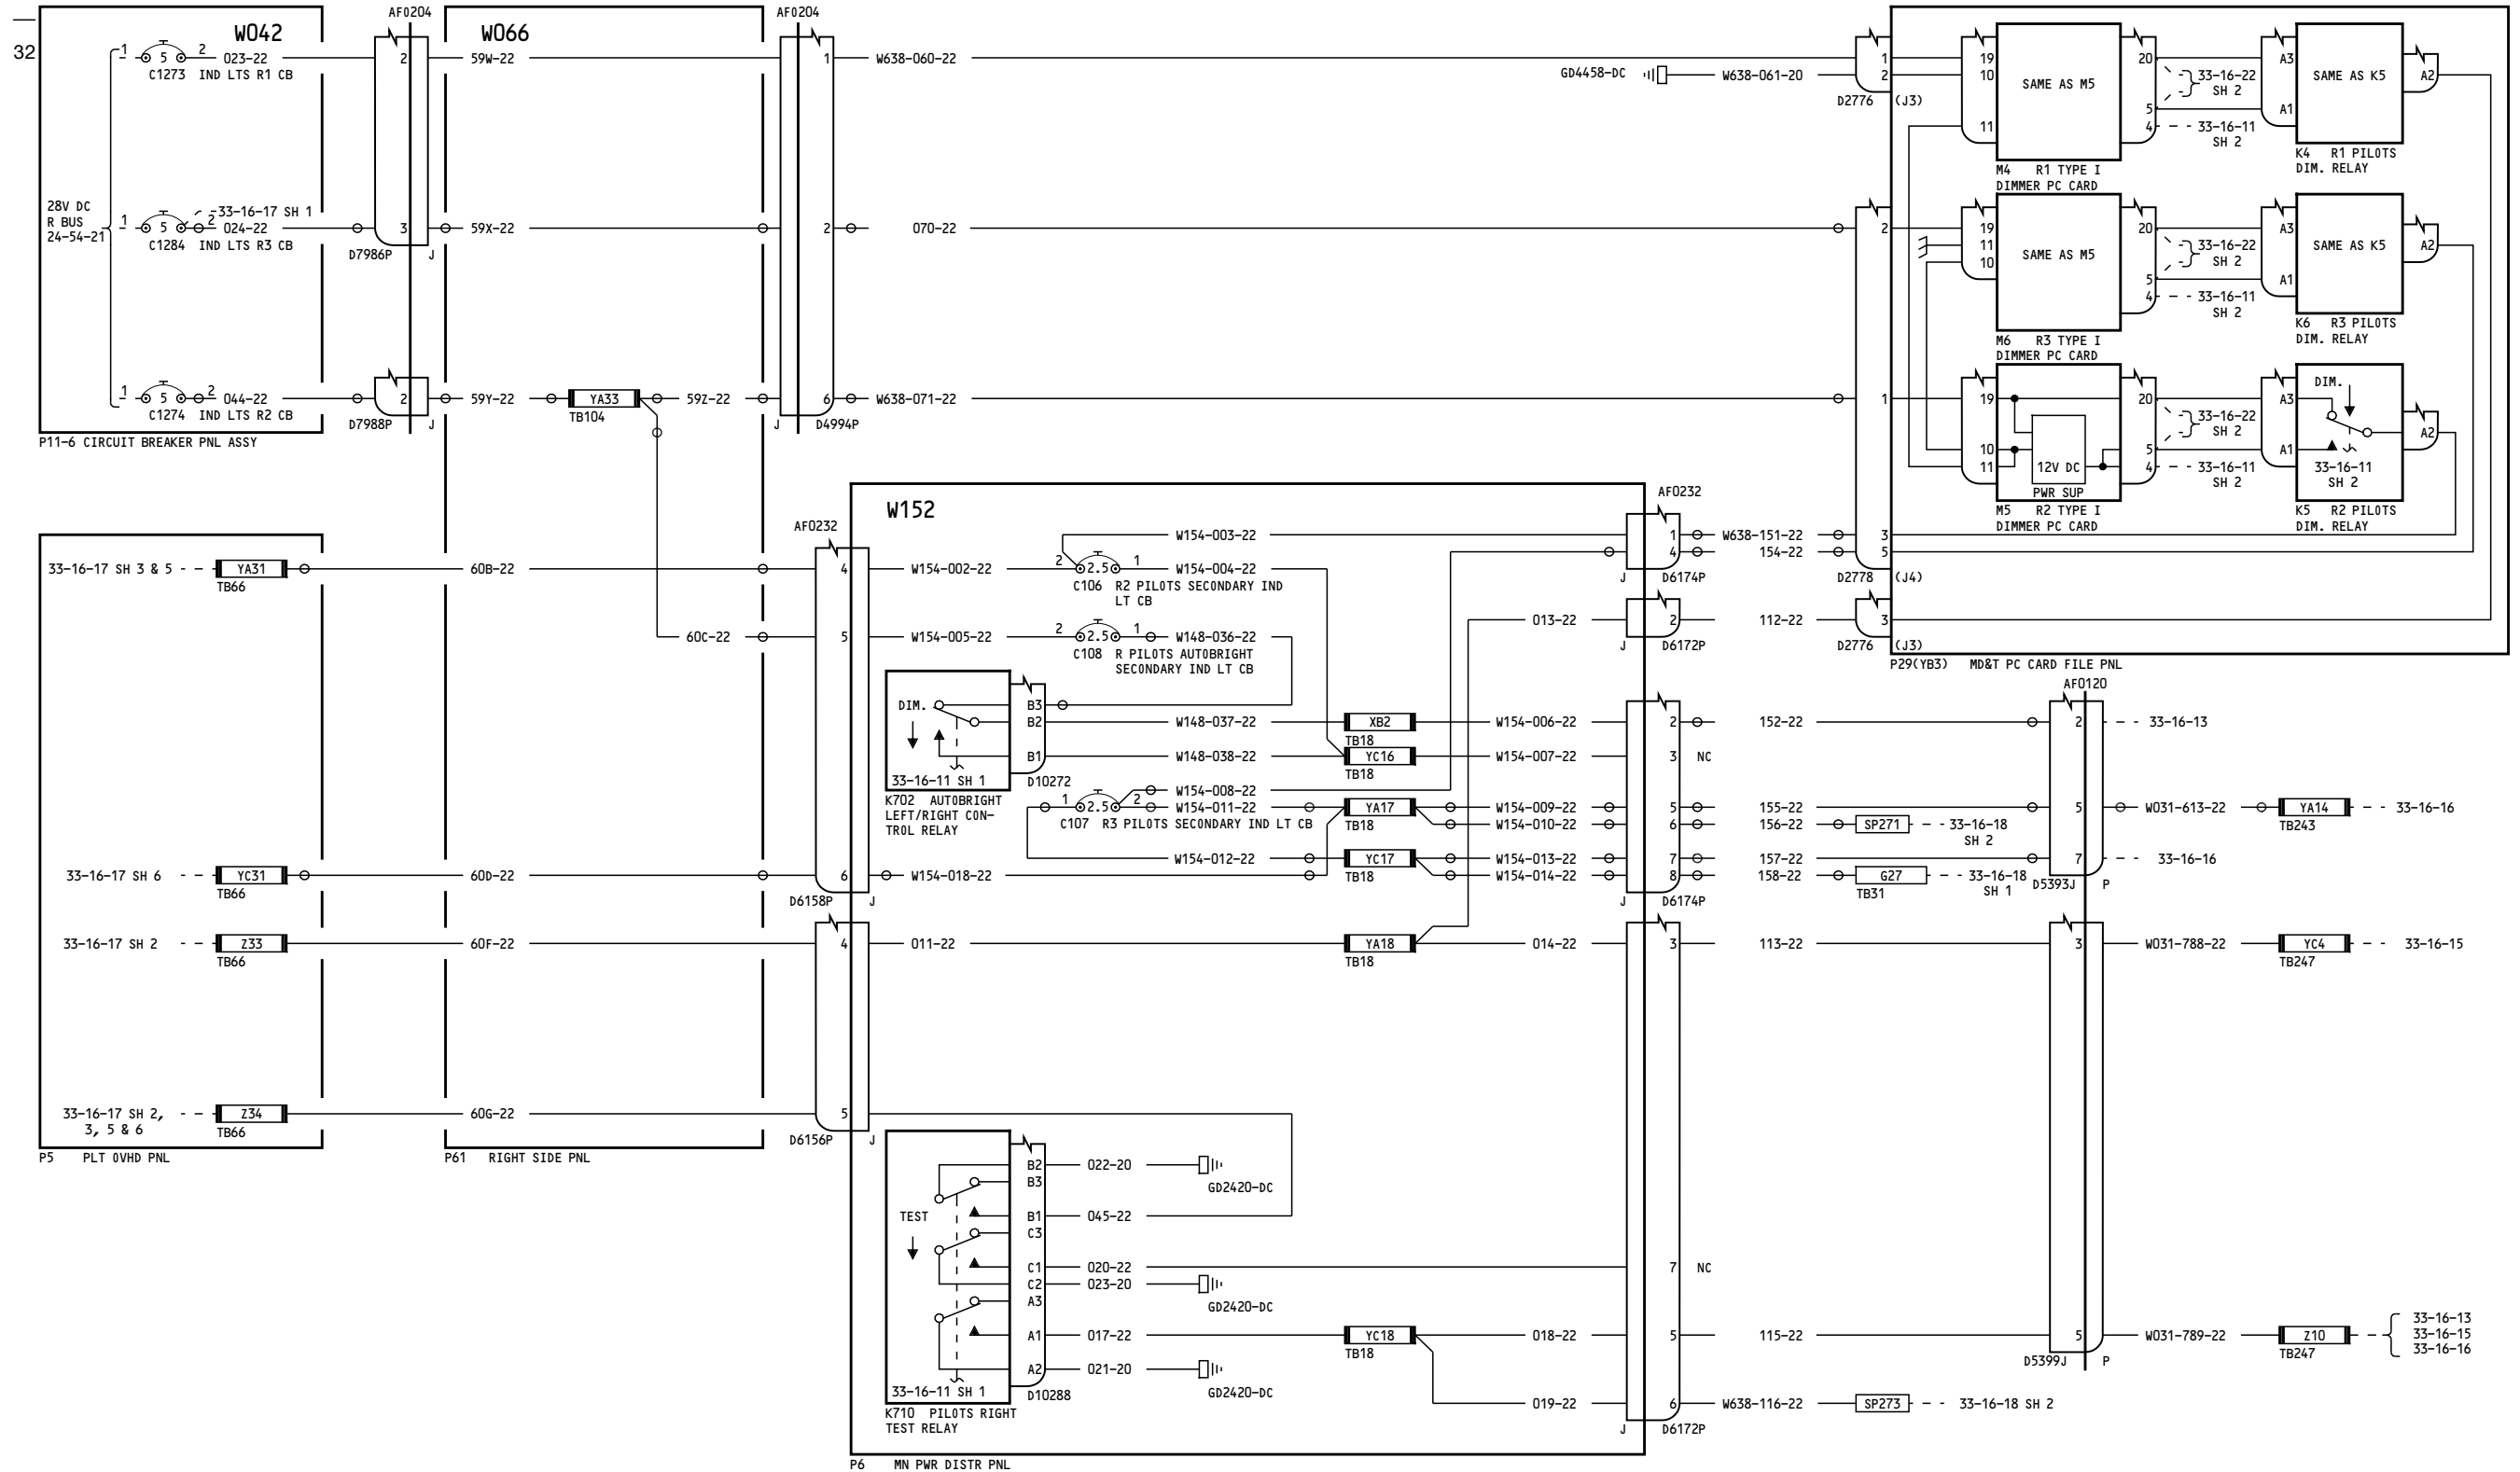 32
W042
AF0204
W066
AF0204
1 5 2 023-22 2 59W-22 1 W638-060-22
C1273 IND LTS R1 CB
GD4458-DC W638-061-20
1
2
D2776 (J3)
19
10
11
SAME AS M5
20
5
4
33-16-22
SH 2
33-16-11
SH 2
A3
A1
SAME AS K5
A2
M4 R1 TYPE I
DIMMER PC CARD
K4 R1 PILOTS
DIM. RELAY
28V DC
R BUS
24-54-21
33-16-17 SH 1
1 5 2 024-22 3 59X-22 2 070-22 2
C1284 IND LTS R3 CB
D7986P J
19
11
10
SAME AS M5
20
5
4
33-16-22
SH 2
33-16-11
SH 2
A3
A1
SAME AS K5
A2
M6 R3 TYPE I
DIMMER PC CARD
K6 R3 PILOTS
DIM. RELAY
1 5 2 044-22 2 59Y-22 YA33 59Z-22 6 W638-071-22 1
C1274 IND LTS R2 CB
TB104
D7988P J
J D4994P
P11-6 CIRCUIT BREAKER PNL ASSY
19
10
11
12V DC
PWR SUP
20
5
4
33-16-22
SH 2
33-16-11
SH 2
A3
A1
DIM.
33-16-11
SH 2
A2
M5 R2 TYPE I
DIMMER PC CARD
K5 R2 PILOTS
DIM. RELAY
W152
AF0232
AF0232
W154-003-22 1 W638-151-22 3
4 154-22 5
J D6174P D2778 (J4)
33-16-17 SH 3 & 5 YA31 60B-22 4 W154-002-22 2 2.5 1 W154-004-22
TB66
C106 R2 PILOTS SECONDARY IND
LT CB
013-22 2 112-22 3
J D6172P D2776 (J3)
60C-22 5 W154-005-22 2 2.5 1 W148-036-22
C108 R PILOTS AUTOBRIGHT
SECONDARY IND LT CB
P29(YB3) MD&T PC CARD FILE PNL
AF0120
DIM. B3
B2 W148-037-22 XB2 W154-006-22 2 152-22 2 33-16-13
TB18
B1 W148-038-22 YC16 W154-007-22 3 NC
TB18
33-16-11 SH 1
D10272
K702 AUTOBRIGHT
LEFT/RIGHT CON-
TROL RELAY
W154-008-22
1 2.5 2 W154-011-22 YA17 W154-009-22 5 155-22 5 W031-613-22 YA14 33-16-16
C107 R3 PILOTS SECONDARY IND LT CB
TB18
TB243
W154-010-22 6 156-22 SP271 33-16-18
SH 2
W154-012-22 YC17 W154-013-22 7 157-22 7 33-16-16
TB18
33-16-17 SH 6 YC31 60D-22 6 W154-018-22 W154-014-22 8 158-22 G27 33-16-18
SH 1
TB66
TB31
D6158P J
J D6174P
D5393J P
33-16-17 SH 2 Z33 60F-22 4 011-22 YA18 014-22 3 113-22 3 W031-788-22 YC4 33-16-15
TB66
TB18
TB247
33-16-17 SH 2,
3, 5 & 6
Z34 60G-22 5
TB66
D6156P J
P5 PLT OVHD PNL
P61 RIGHT SIDE PNL
B2 022-20
GD2420-DC
B3
TEST
B1 045-22
C3
C1 020-22 7 NC
C2 023-20
GD2420-DC
A3
A1 017-22 YC18 018-22 5 115-22 5 W031-789-22 Z10
TB18
TB247
33-16-13
33-16-15
33-16-16
D5399J P
A2 021-20
GD2420-DC
33-16-11 SH 1
D10288
K710 PILOTS RIGHT
TEST RELAY
019-22 6 W638-116-22 SP273 33-16-18 SH 2
J D6172P
P6 MN PWR DISTR PNL